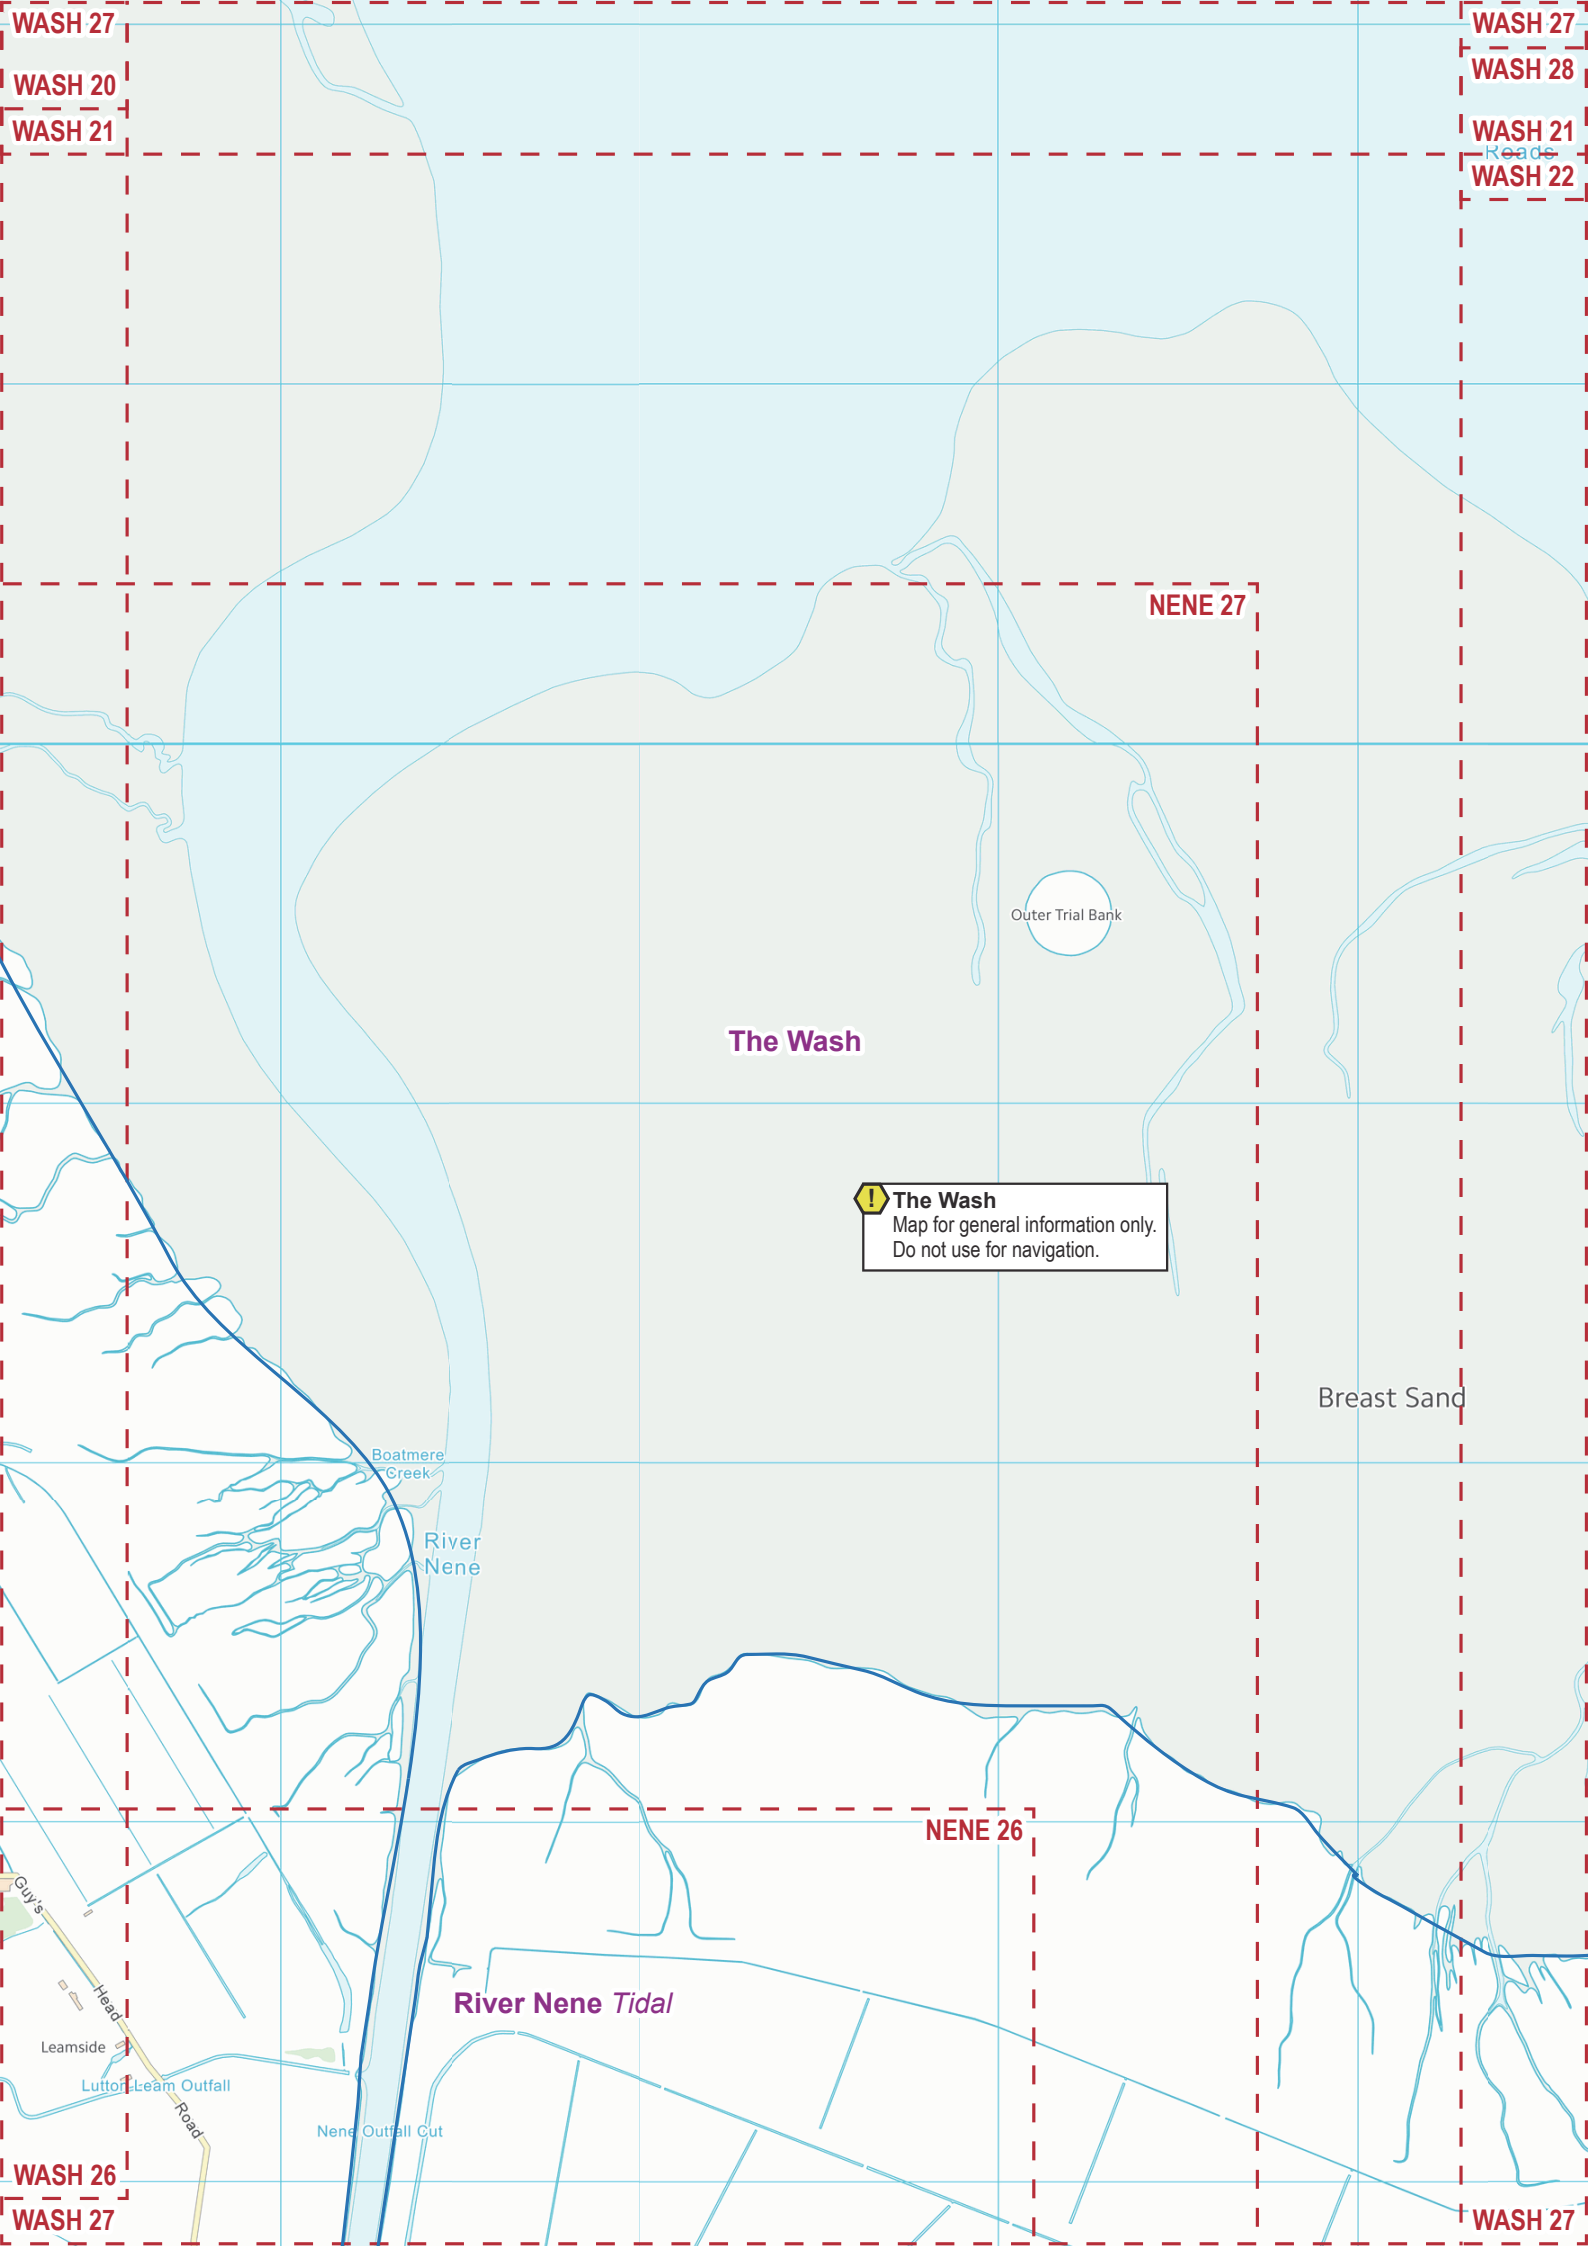 WASH 27
WASH 27
WASH 28
WASH 20
WASH 21
WASH 21
Roads
WASH 22
NENE 27
Outer Trial Bank
The Wash
! The Wash
Map for general information only.
Do not use for navigation.
Breast Sand
Boatmere
Creek
River
Nene
NENE 26
Guy's
Head
Road
River Nene Tidal
Leamside
Lutton Leam Outfall
Nene Outfall Cut
WASH 26
WASH 27
WASH 27